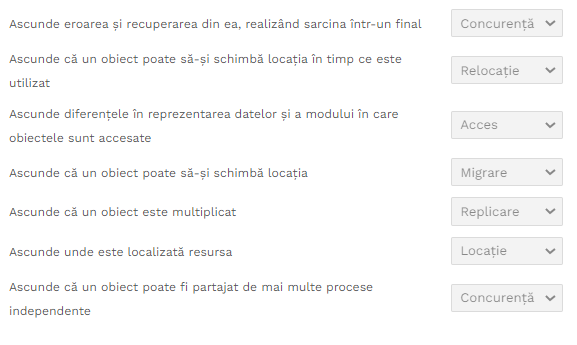 Ascunde eroarea și recuperarea din ea, realizând sarcina într-un final
Concurență
Ascunde că un obiect poate să-și schimbă locația în timp ce este
utilizat
Relocație
Ascunde diferențele în reprezentarea datelor și a modului în care
obiectele sunt accesate
Acces
Ascunde că un obiect poate să-și schimbă locația
Migrare
Ascunde că un obiect este multiplicat
Replicare
Ascunde unde este localizată resursa
Locație
Ascunde că un obiect poate fi partajat de mai multe procese
independente
Concurență